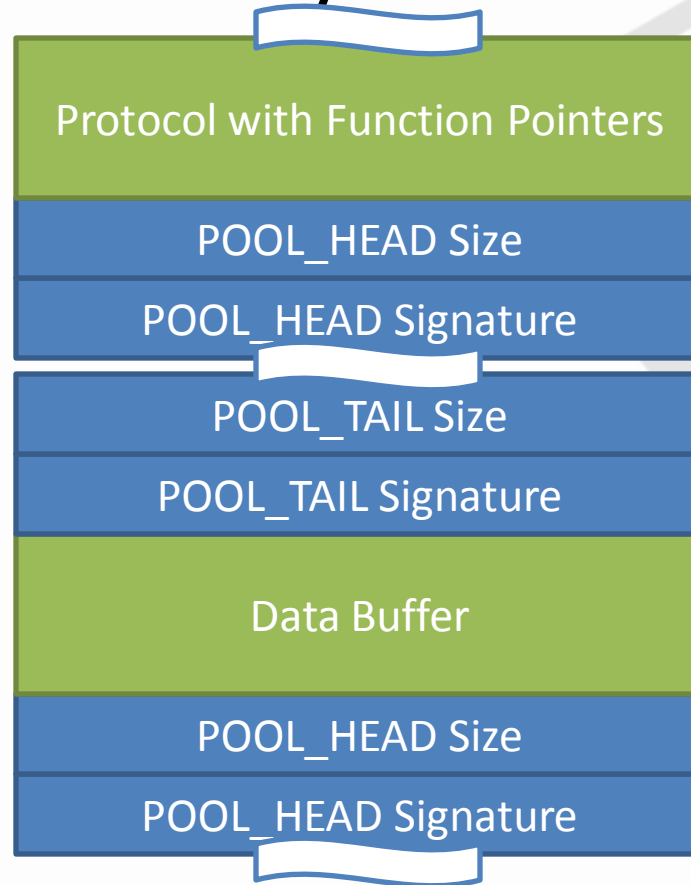 Protocol with Function Pointers
POOL_HEAD Size
POOL_HEAD Signature
POOL_TAIL Size
POOL_TAIL Signature
Data Buffer
POOL_HEAD Size
POOL_HEAD Signature